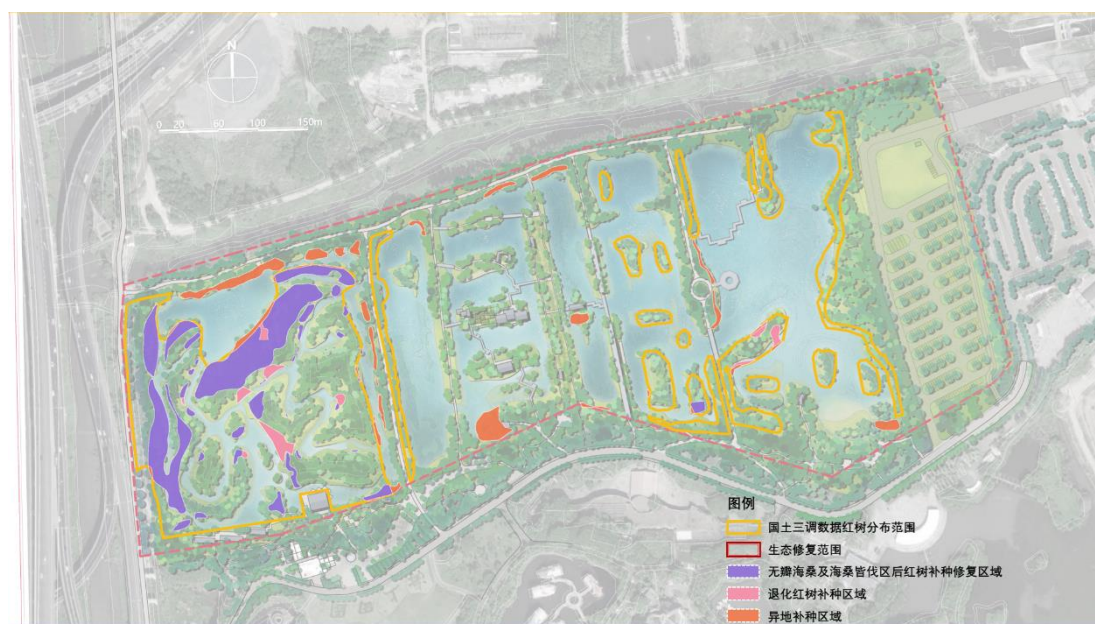 N
0 20 60 100 150m
图例
国土三调数据红树分布范围
生态修复范围
无瓣海桑及海桑皆伐区后红树补种修复区域
退化红树补种区域
异地补种区域